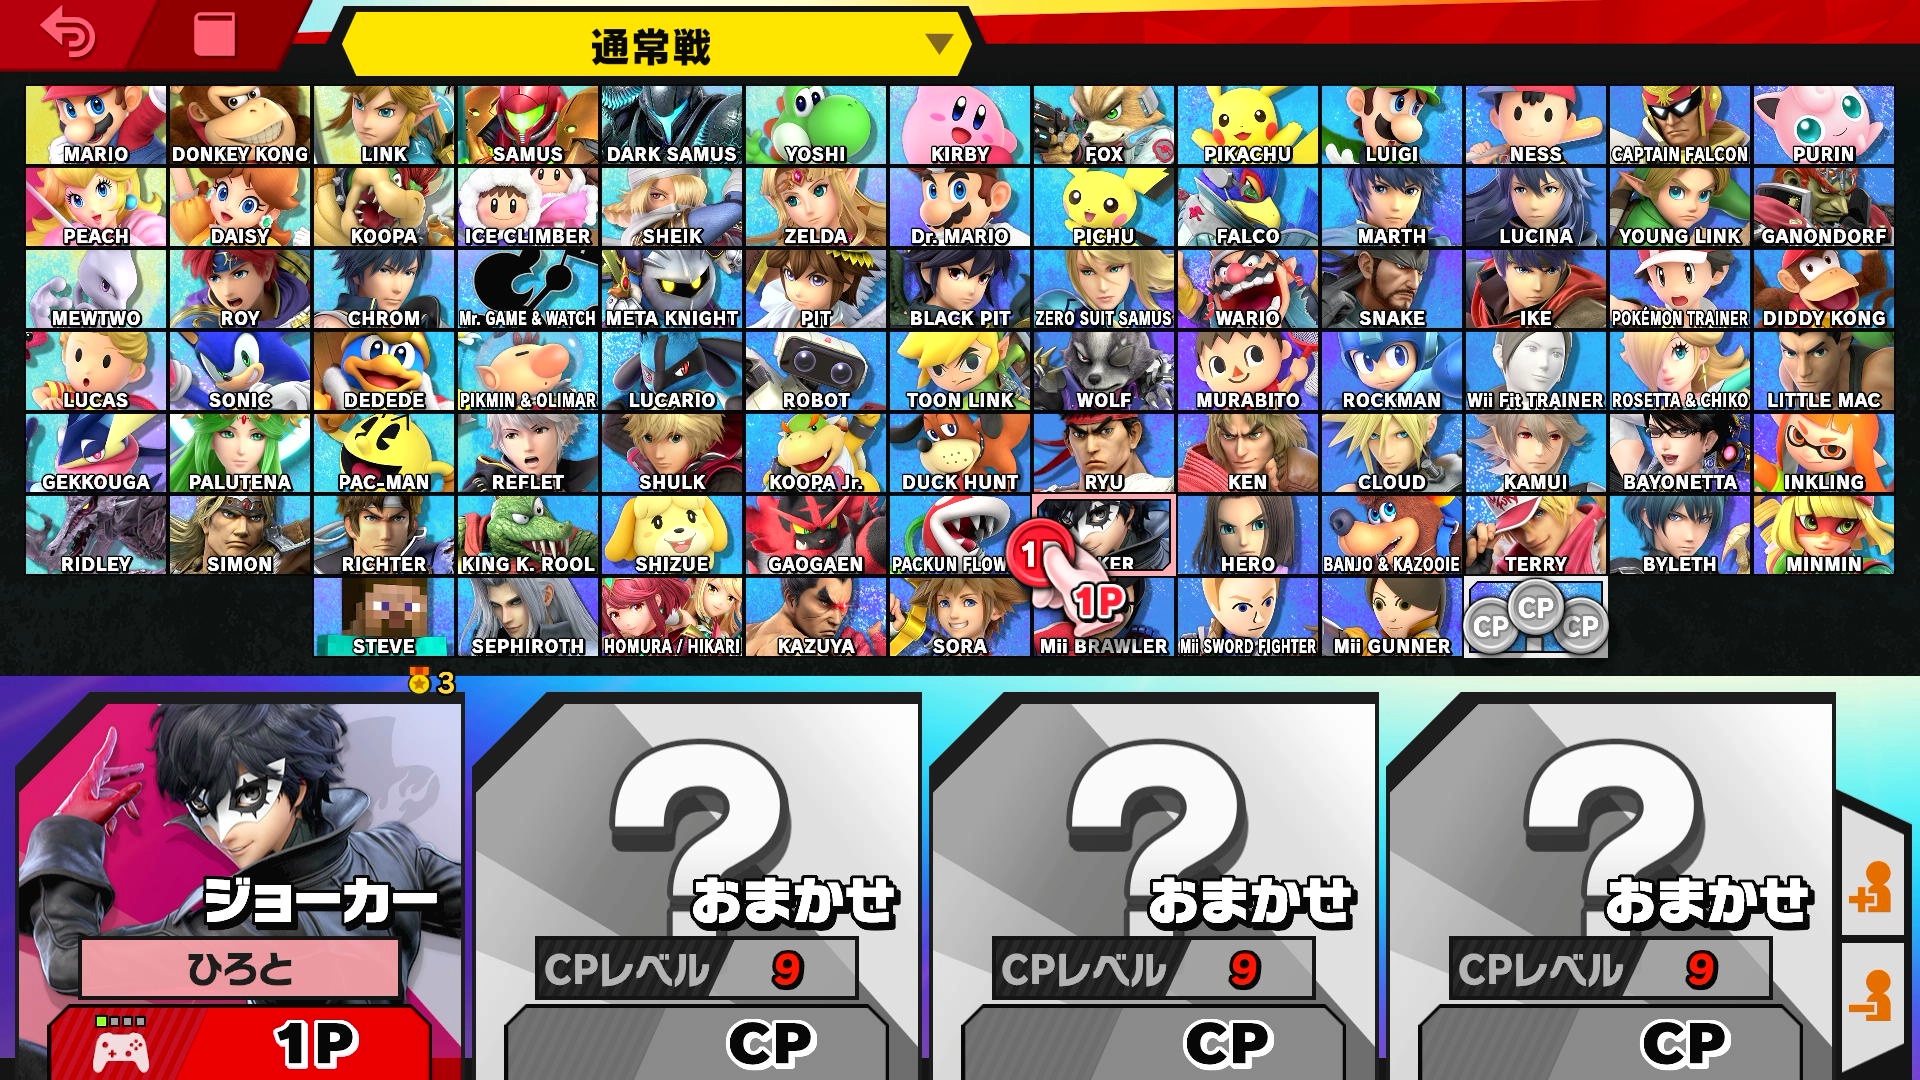 通常戦
MARIO DONKEY KONG LINK SAMUS DARK SAMUS YOSHI KIRBY FOX PIKACHU LUIGI NESS CAPTAIN FALCON PURIN
PEACH DAISY KOOPA ICE CLIMBER SHEIK ZELDA Dr. MARIO PICHU FALCO MARTH LUCINA YOUNG LINK GANONDORF
MEWTWO ROY CHROM Mr. GAME & WATCH META KNIGHT PIT BLACK PIT ZERO SUIT SAMUS WARIO SNAKE IKE POKÉMON TRAINER DIDDY KONG
LUCAS SONIC DEDEDE PIKMIN & OLIMAR LUCARIO ROBOT TOON LINK WOLF MURABITO ROCKMAN Wii Fit TRAINER ROSETTA & CHIKO LITTLE MAC
GEKKOUGA PALUTENA PAC-MAN REFLET SHULK KOOPA Jr. DUCK HUNT RYU KEN CLOUD KAMUI BAYONETTA INKLING
RIDLEY SIMON RICHTER KING K. ROOL SHIZUE GAOGAEN PACKUN FLOW 1 KER HERO BANJO & KAZOOIE TERRY BYLETH MINMIN
1P
CP CP CP
STEVE SEPHIROTH HOMURA / HIKARI KAZUYA SORA Mii BRAWLER Mii SWORD FIGHTER Mii GUNNER
3
ジョーカー おまかせ おまかせ おまかせ
ひろと CPレベル 9 CPレベル 9 CPレベル 9
1P CP CP CP